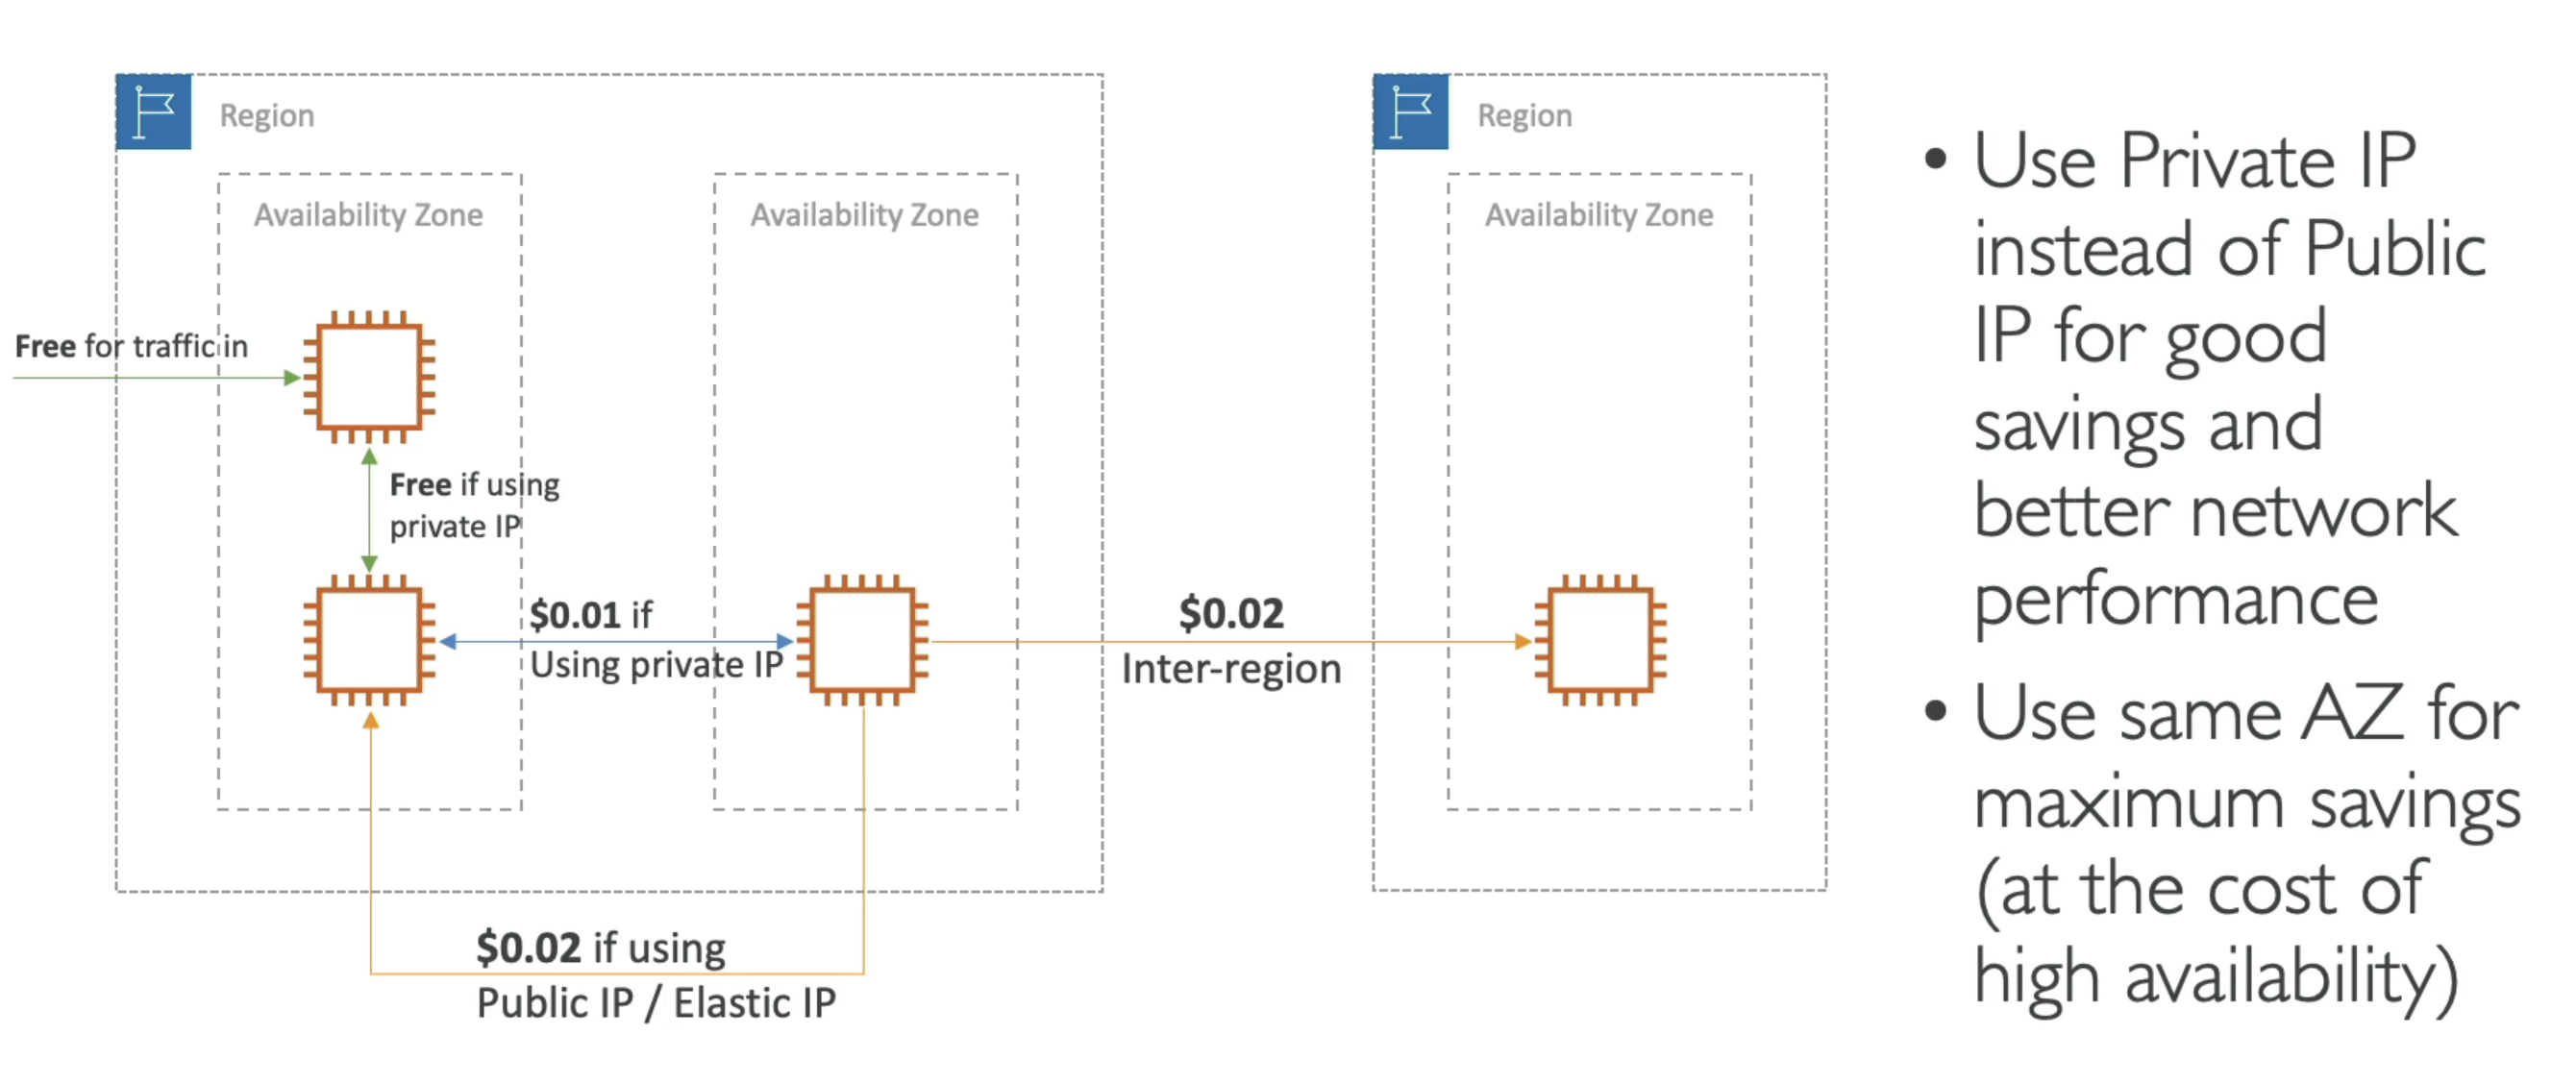 Region
Availability Zone
Availability Zone
Free for traffic in
Free if using
private IP
$0.01 if
Using private IP
$0.02 if using
Public IP / Elastic IP
$0.02
Inter-region
Region
Availability Zone
• Use Private IP
instead of Public
IP for good
savings and
better network
performance
• Use same AZ for
maximum savings
(at the cost of
high availability)